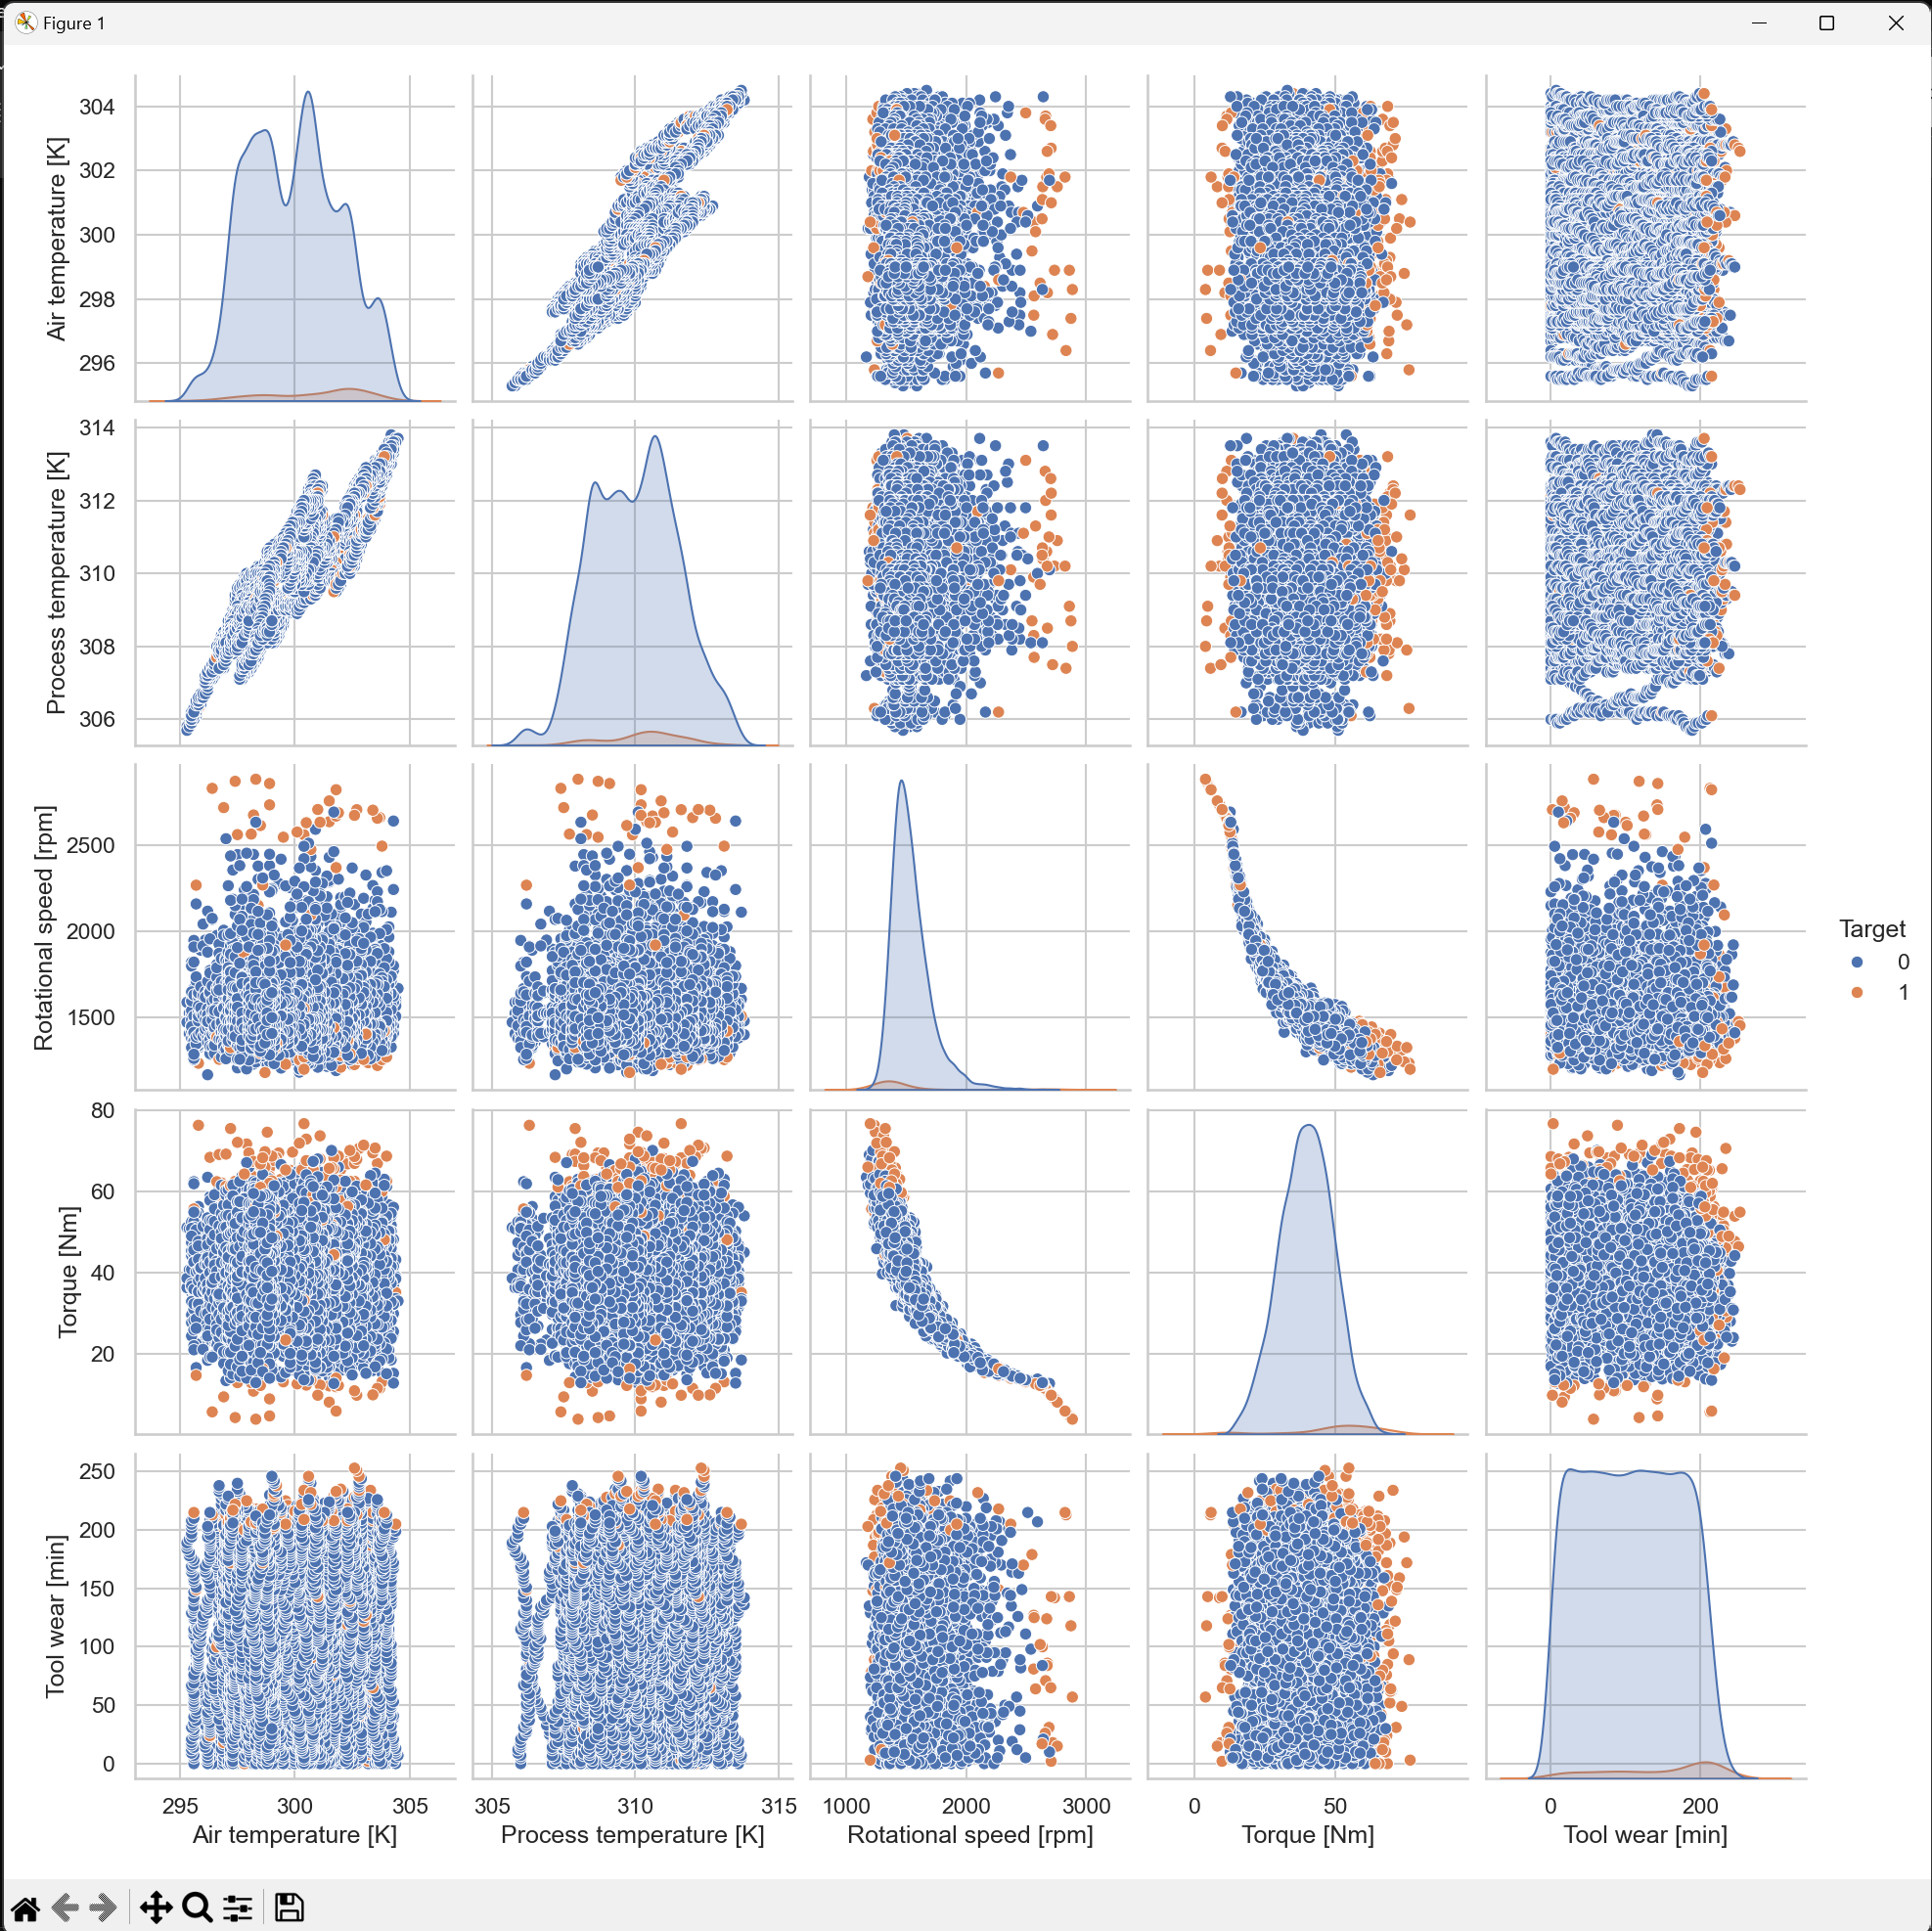 Figure 1
304
302
300
298
296
Air temperature [K]
314
312
310
308
306
Process temperature [K]
2500
2000
1500
Rotational speed [rpm]
80
60
40
20
Torque [Nm]
250
200
150
100
50
0
Tool wear [min]
Target
0
1
295 300 305 305 310 315 1000 2000 3000 0 50 0 200
Air temperature [K] Process temperature [K] Rotational speed [rpm] Torque [Nm] Tool wear [min]